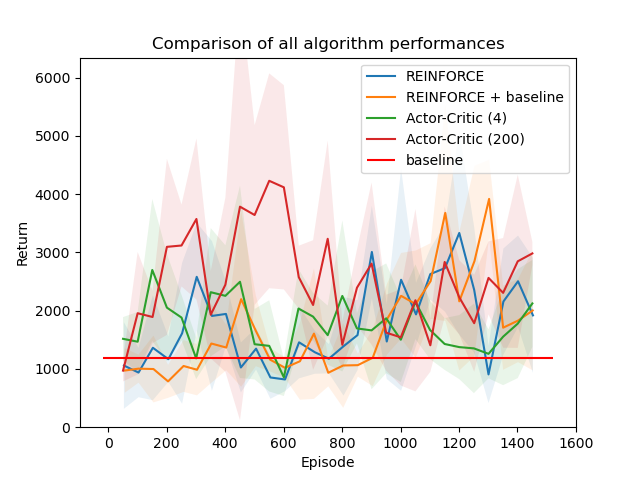 Comparison of all algorithm performances
Return
6000
5000
4000
3000
2000
1000
0
REINFORCE
REINFORCE + baseline
Actor-Critic (4)
Actor-Critic (200)
baseline
0 200 400 600 800 1000 1200 1400 1600
Episode